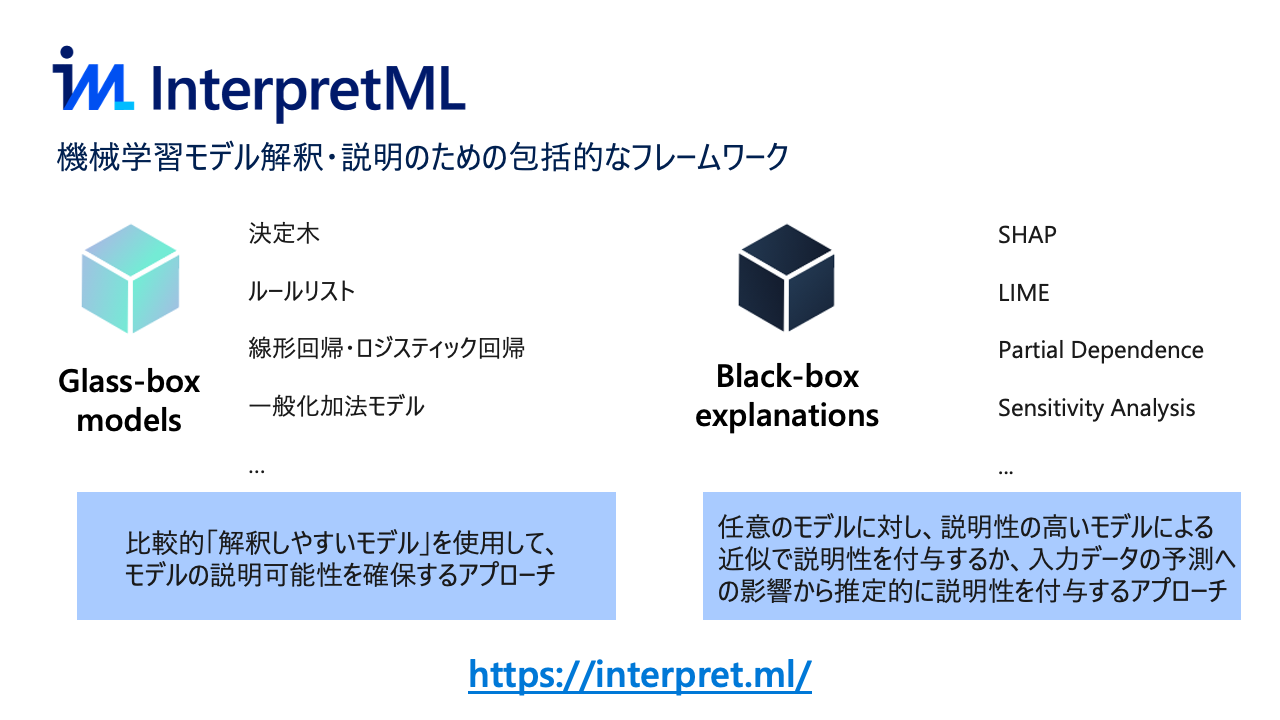 InterpretML
機械学習モデル解釈・説明のための包括的なフレームワーク
Glass-box
models
決定木
ルールリスト
線形回帰・ロジスティック回帰
一般化加法モデル
...
比較的「解釈しやすいモデル」を使用して、
モデルの説明可能性を確保するアプローチ
Black-box
explanations
SHAP
LIME
Partial Dependence
Sensitivity Analysis
...
任意のモデルに対し、説明性の高いモデルによる
近似で説明性を付与するか、入力データの予測へ
の影響から推定的に説明性を付与するアプローチ
https://interpret.ml/